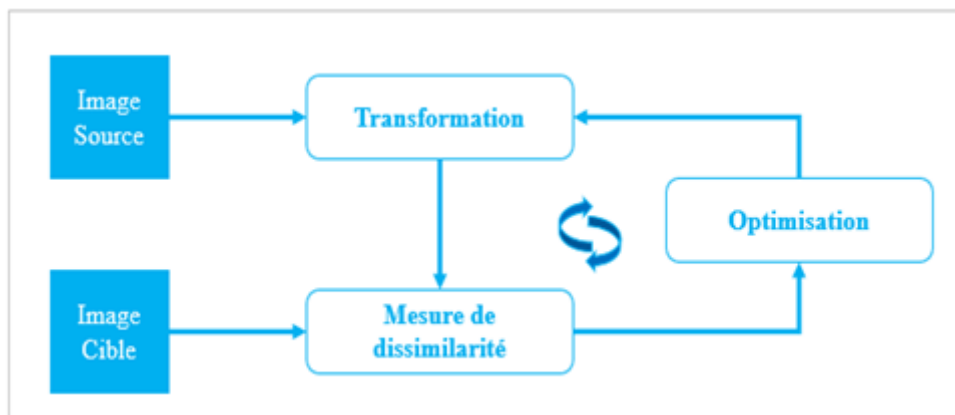 Image
Source
Transformation
Optimisation
Image
Cible
Mesure de
dissimilarité